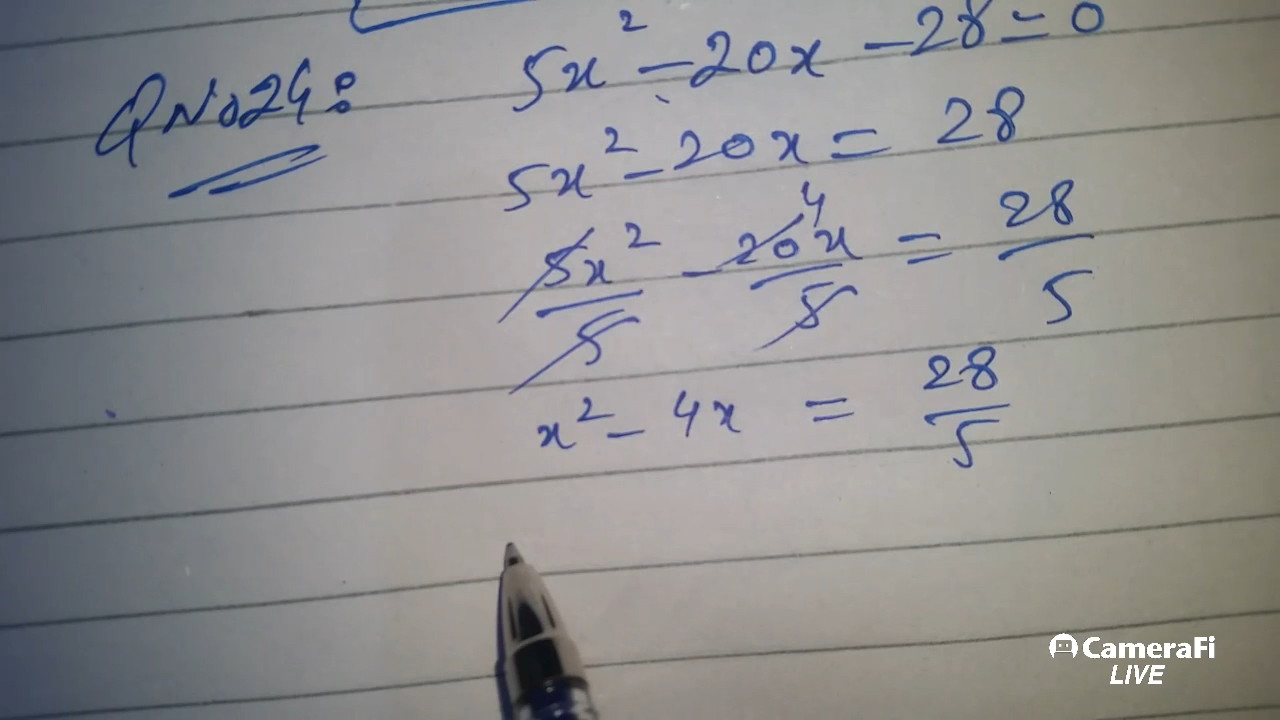 QNo24:
5x² - 20x - 28 = 0
5x² - 20x = 28
5x²/5 - 20x/5 = 28/5
4
x² - 4x = 28/5
CameraFi
LIVE